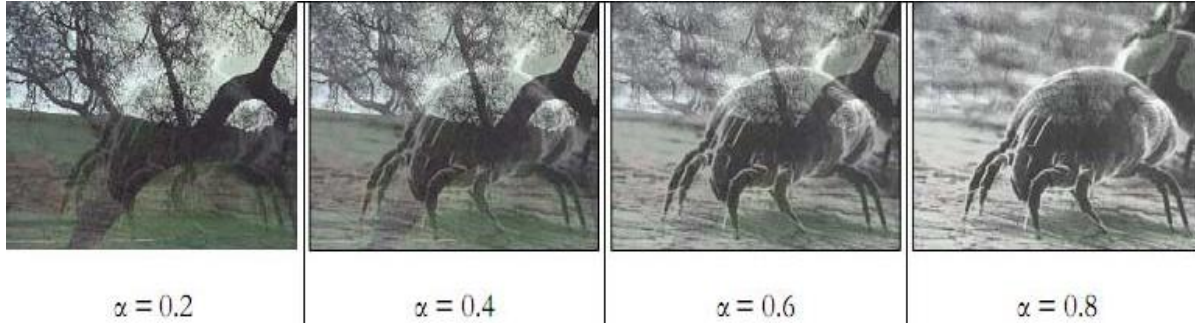 α = 0.2
α = 0.4
α = 0.6
α = 0.8